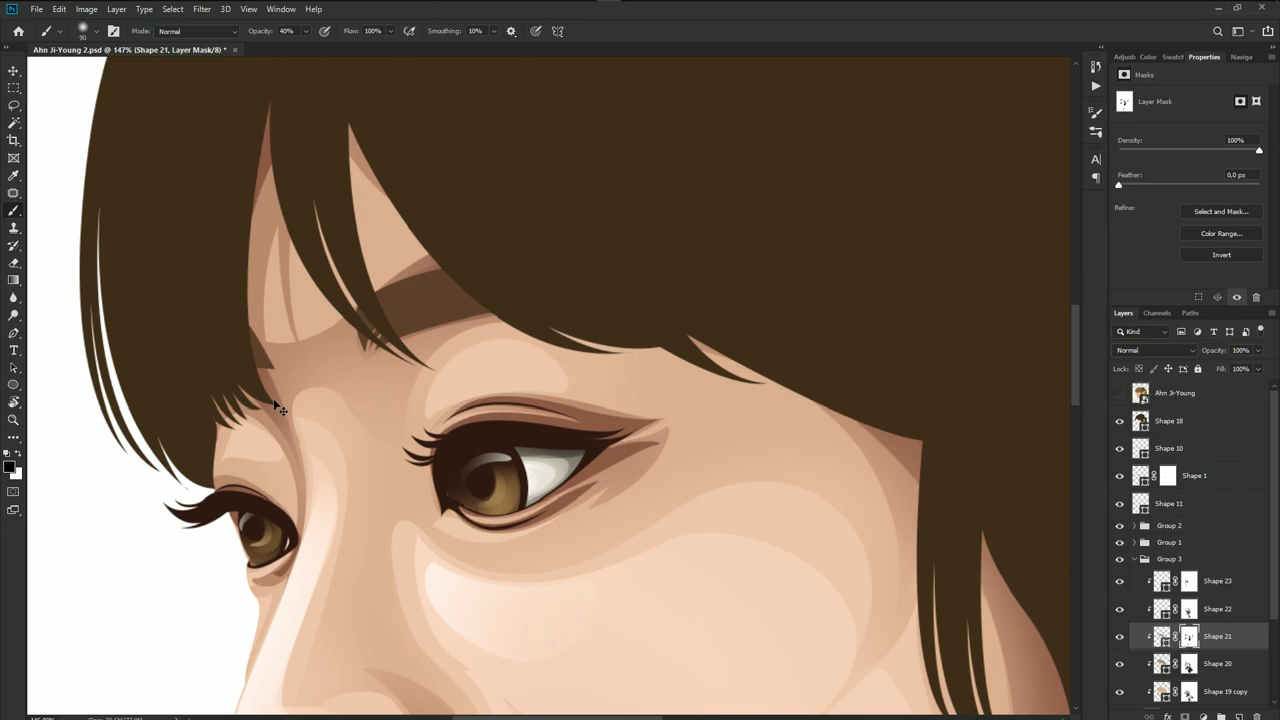 Ps File Edit Image Layer Type Select Filter 3D View Window Help
90 Mode: Normal Opacity: 40% Flow: 100% Smoothing: 10%
Ahn Ji-Young 2.psd @ 147% (Shape 21, Layer Mask/8) * ×
Adjust Color Swatch Properties Naviga
Masks
Layer Mask
Density: 100%
Feather: 0,0 px
Refine:
Select and Mask...
Color Range...
Invert
Layers Channels Paths
Kind
Normal Opacity: 100%
Lock: Fill: 100%
Ahn Ji-Young
Shape 18
Shape 10
Shape 1
Shape 11
Group 2
Group 1
Group 3
Shape 23
Shape 22
Shape 21
Shape 20
Shape 19 copy